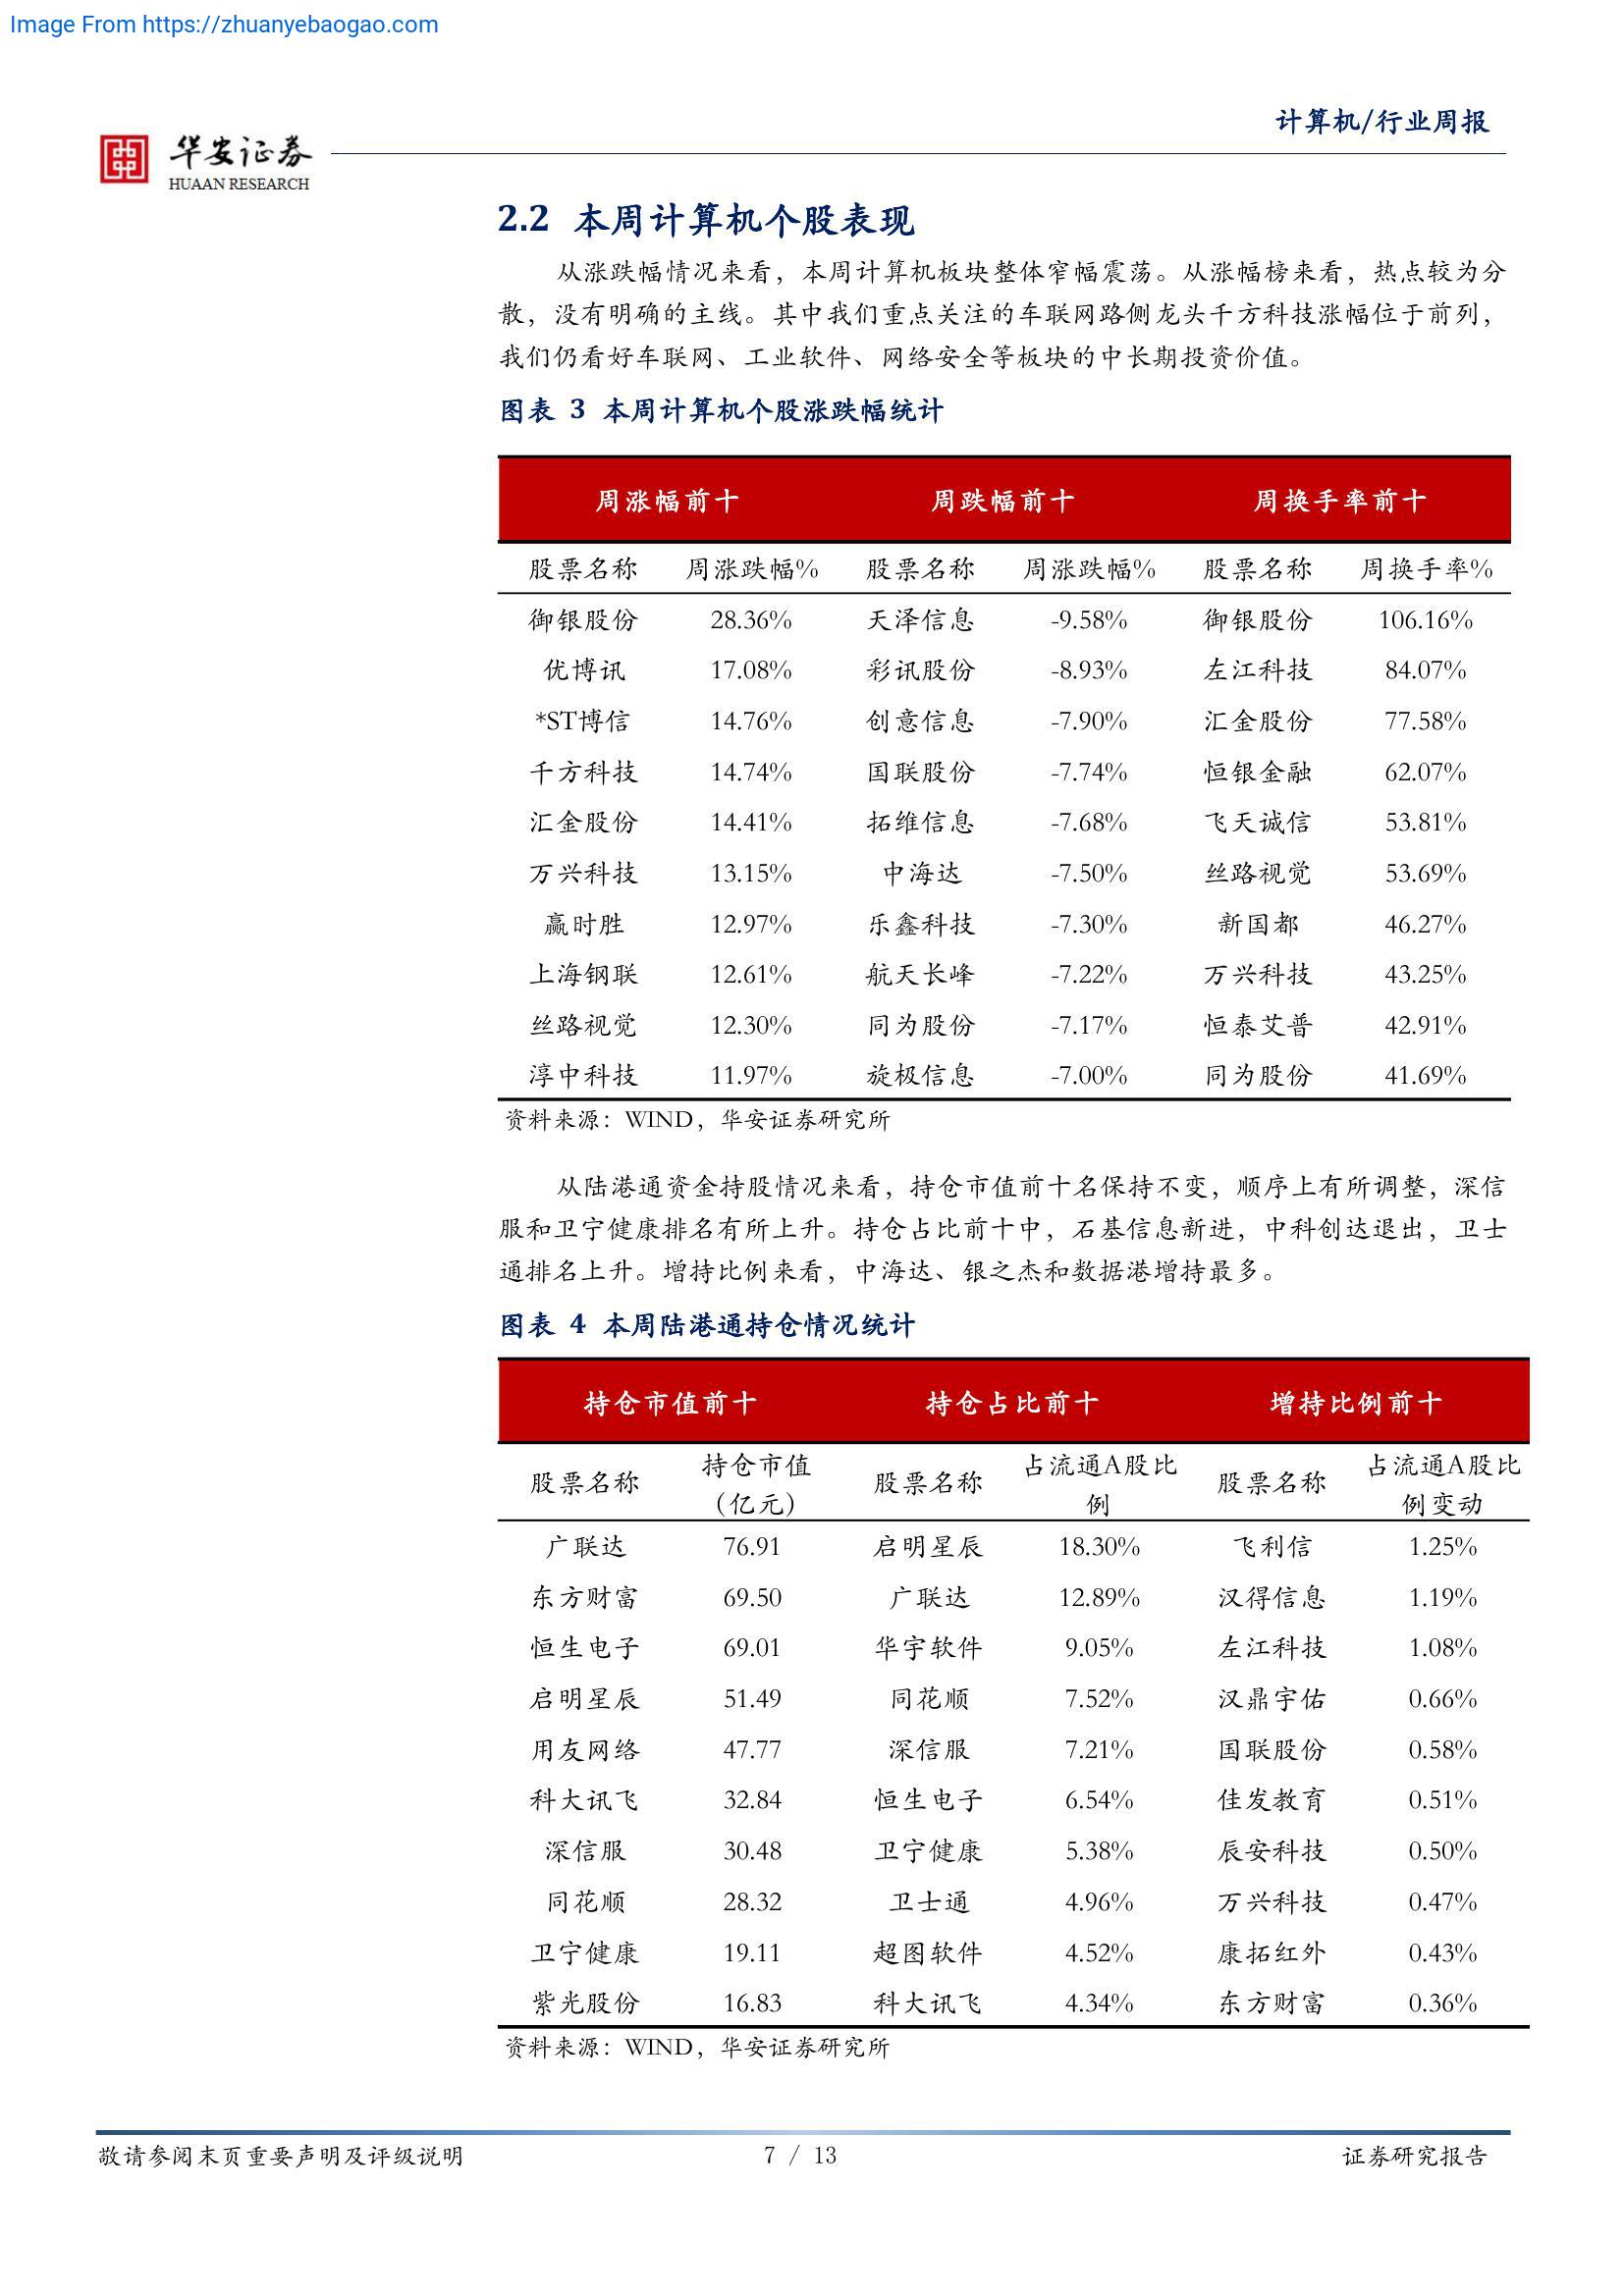 Image From https://zhuanyebaogao.com
计算机/行业周报
华安证券
HUAAN RESEARCH
2.2 本周计算机个股表现
从涨跌幅情况来看，本周计算机板块整体窄幅震荡。从涨幅榜来看，热点较为分
散，没有明确的主线。其中我们重点关注的车联网路侧龙头千方科技涨幅位于前列，
我们仍看好车联网、工业软件、网络安全等板块的中长期投资价值。
图表 3 本周计算机个股涨跌幅统计
周涨幅前十 周跌幅前十 周换手率前十
股票名称 周涨跌幅% 股票名称 周涨跌幅% 股票名称 周换手率%
御银股份 28.36% 天泽信息 -9.58% 御银股份 106.16%
优博讯 17.08% 彩讯股份 -8.93% 左江科技 84.07%
*ST博信 14.76% 创意信息 -7.90% 汇金股份 77.58%
千方科技 14.74% 国联股份 -7.74% 恒银金融 62.07%
汇金股份 14.41% 拓维信息 -7.68% 飞天诚信 53.81%
万兴科技 13.15% 中海达 -7.50% 丝路视觉 53.69%
赢时胜 12.97% 乐鑫科技 -7.30% 新国都 46.27%
上海钢联 12.61% 航天长峰 -7.22% 万兴科技 43.25%
丝路视觉 12.30% 同为股份 -7.17% 恒泰艾普 42.91%
淳中科技 11.97% 旋极信息 -7.00% 同为股份 41.69%
资料来源：WIND，华安证券研究所
从陆港通资金持股情况来看，持仓市值前十名保持不变，顺序上有所调整，深信
服和卫宁健康排名有所上升。持仓占比前十中，石基信息新进，中科创达退出，卫士
通排名上升。增持比例来看，中海达、银之杰和数据港增持最多。
图表 4 本周陆港通持仓情况统计
持仓市值前十 持仓占比前十 增持比例前十
股票名称 持仓市值 股票名称 占流通A股比 股票名称 占流通A股比
（亿元） 例 例变动
广联达 76.91 启明星辰 18.30% 飞利信 1.25%
东方财富 69.50 广联达 12.89% 汉得信息 1.19%
恒生电子 69.01 华宇软件 9.05% 左江科技 1.08%
启明星辰 51.49 同花顺 7.52% 汉鼎宇佑 0.66%
用友网络 47.77 深信服 7.21% 国联股份 0.58%
科大讯飞 32.84 恒生电子 6.54% 佳发教育 0.51%
深信服 30.48 卫宁健康 5.38% 辰安科技 0.50%
同花顺 28.32 卫士通 4.96% 万兴科技 0.47%
卫宁健康 19.11 超图软件 4.52% 康拓红外 0.43%
紫光股份 16.83 科大讯飞 4.34% 东方财富 0.36%
资料来源：WIND，华安证券研究所
敬请参阅末页重要声明及评级说明 7 / 13 证券研究报告